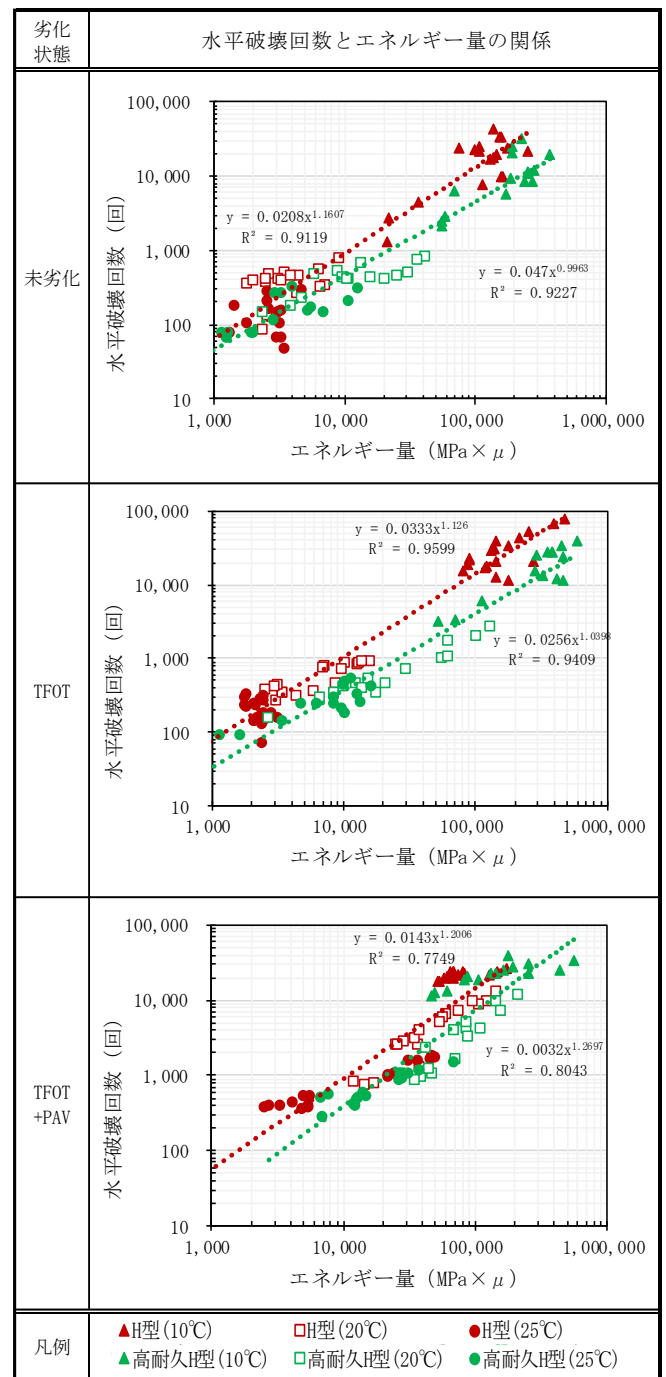 劣化
状態
水平破壊回数とエネルギー量の関係
未劣化
100,000
10,000
1,000
100
10
水平破壊回数（回）
y = 0.0208x^1.1607
R² = 0.9119
y = 0.047x^0.9963
R² = 0.9227
1,000
10,000
100,000
1,000,000
エネルギー量（MPa×μ）
TFOT
100,000
10,000
1,000
100
10
水平破壊回数（回）
y = 0.0333x^1.126
R² = 0.9599
y = 0.0256x^1.0398
R² = 0.9409
1,000
10,000
100,000
1,000,000
エネルギー量（MPa×μ）
TFOT
+PAV
100,000
10,000
1,000
100
10
水平破壊回数（回）
y = 0.0143x^1.2006
R² = 0.7749
y = 0.0032x^1.2697
R² = 0.8043
1,000
10,000
100,000
1,000,000
エネルギー量（MPa×μ）
凡例
▲H型(10℃) □H型(20℃) ●H型(25℃)
▲高耐久H型(10℃) □高耐久H型(20℃) ●高耐久H型(25℃)